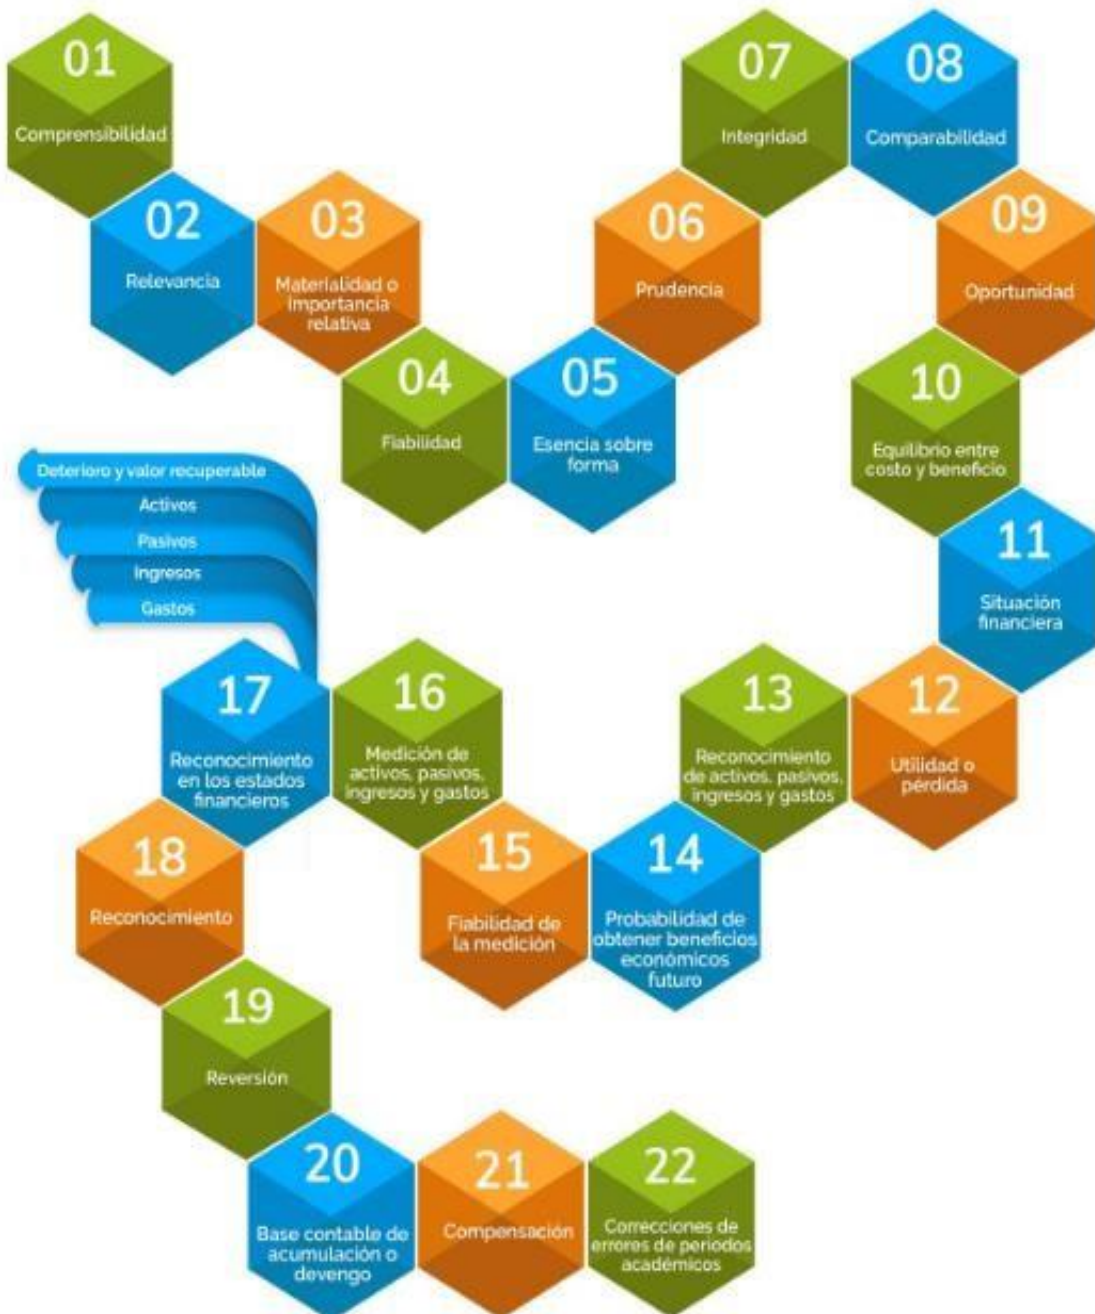 01
Comprensibilidad
02
Relevancia
03
Materialidad o
importancia
relativa
04
Fiabilidad
05
Esencia sobre
forma
06
Prudencia
07
Integridad
08
Comparabilidad
09
Oportunidad
10
Equilibrio entre
costo y beneficio
11
Situación
financiera
12
Utilidad o
pérdida
13
Reconocimiento
de activos, pasivos,
ingresos y gastos
14
Probabilidad de
obtener beneficios
económicos
futuro
15
Fiabilidad de
la medición
16
Medición de
activos, pasivos,
ingresos y gastos
17
Reconocimiento
en los estados
financieros
Deterioro y valor recuperable
Activos
Pasivos
Ingresos
Gastos
18
Reconocimiento
19
Reversión
20
Base contable de
acumulación o
devengo
21
Compensación
22
Correcciones de
errores de periodos
académicos